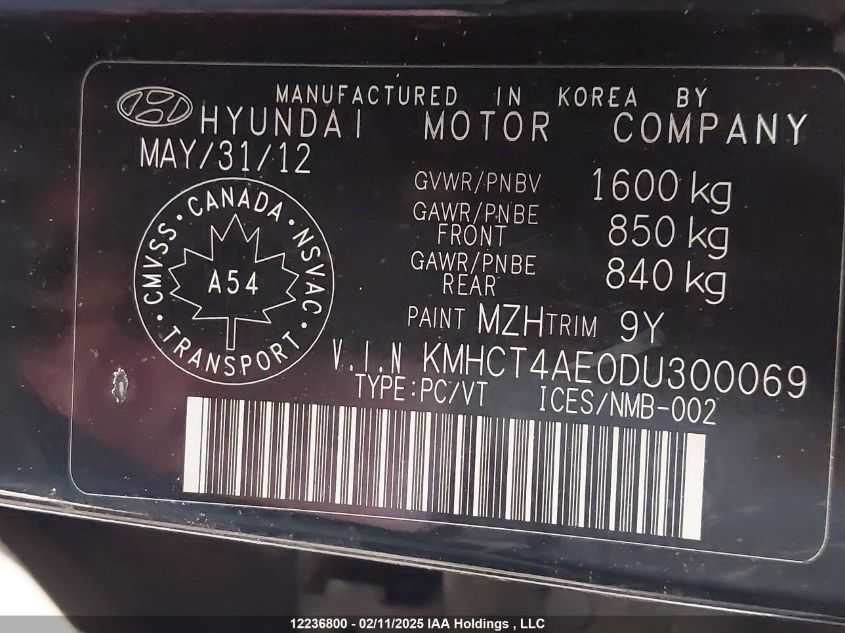 MANUFACTURED IN KOREA BY
HYUNDAI MOTOR COMPANY
MAY/31/12
GVWR/PNBV 1600 kg
GAWR/PNBE FRONT 850 kg
GAWR/PNBE REAR 840 kg
CMVSS • CANADA • NSVAC • TRANSPORT •
A54
PAINT MZH TRIM 9Y
V.I.N KMHCT4AE0DU300069
TYPE:PC/VT ICES/NMB-002
12236800 - 02/11/2025 IAA Holdings , LLC